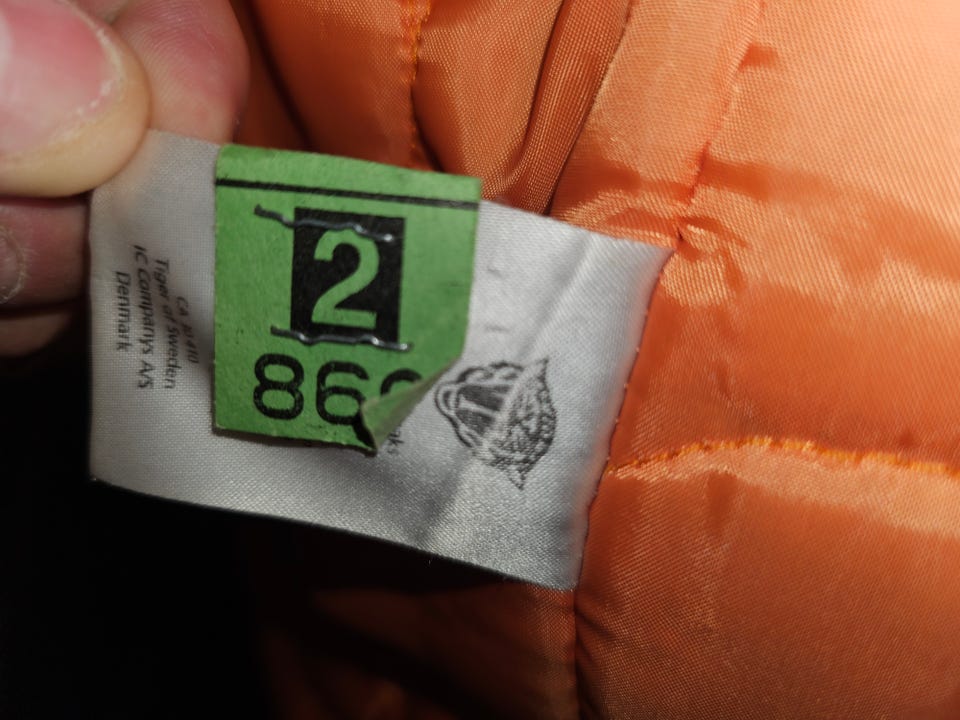 2
86
Tiger of Sweden
IC Companys A/S
Denmark